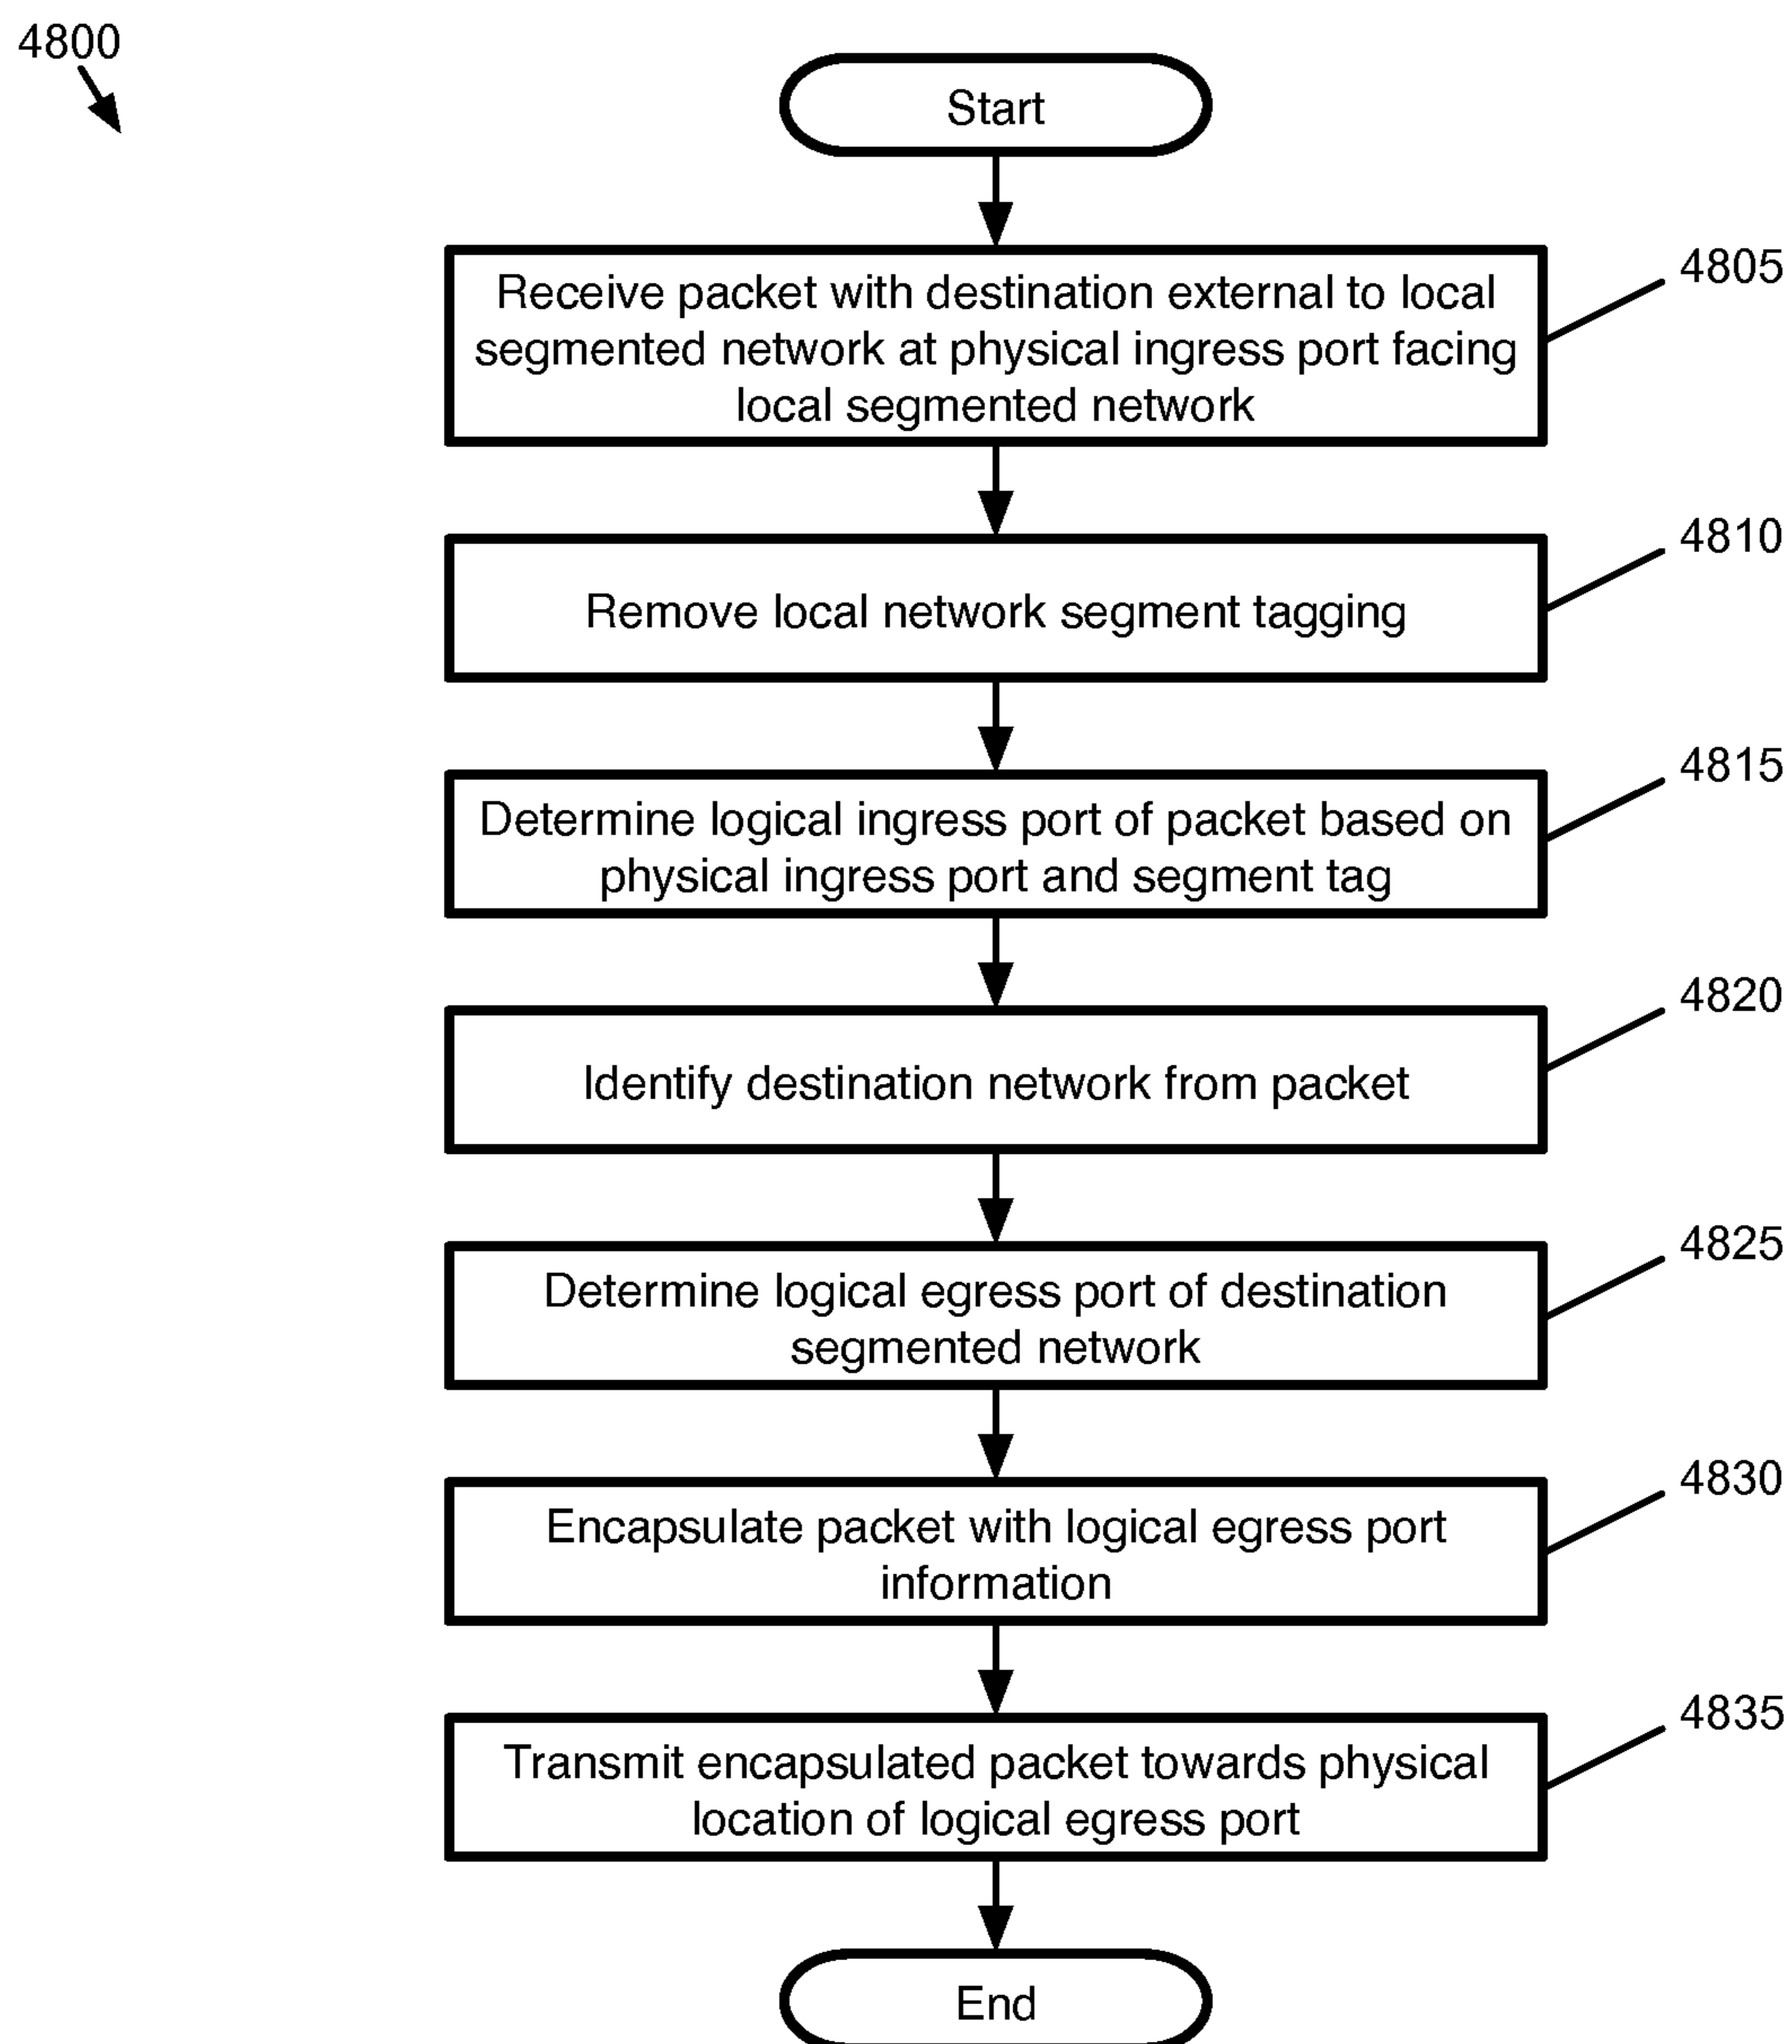 4800
Start
Receive packet with destination external to local
segmented network at physical ingress port facing
local segmented network
4805
Remove local network segment tagging
4810
Determine logical ingress port of packet based on
physical ingress port and segment tag
4815
Identify destination network from packet
4820
Determine logical egress port of destination
segmented network
4825
Encapsulate packet with logical egress port
information
4830
Transmit encapsulated packet towards physical
location of logical egress port
4835
End